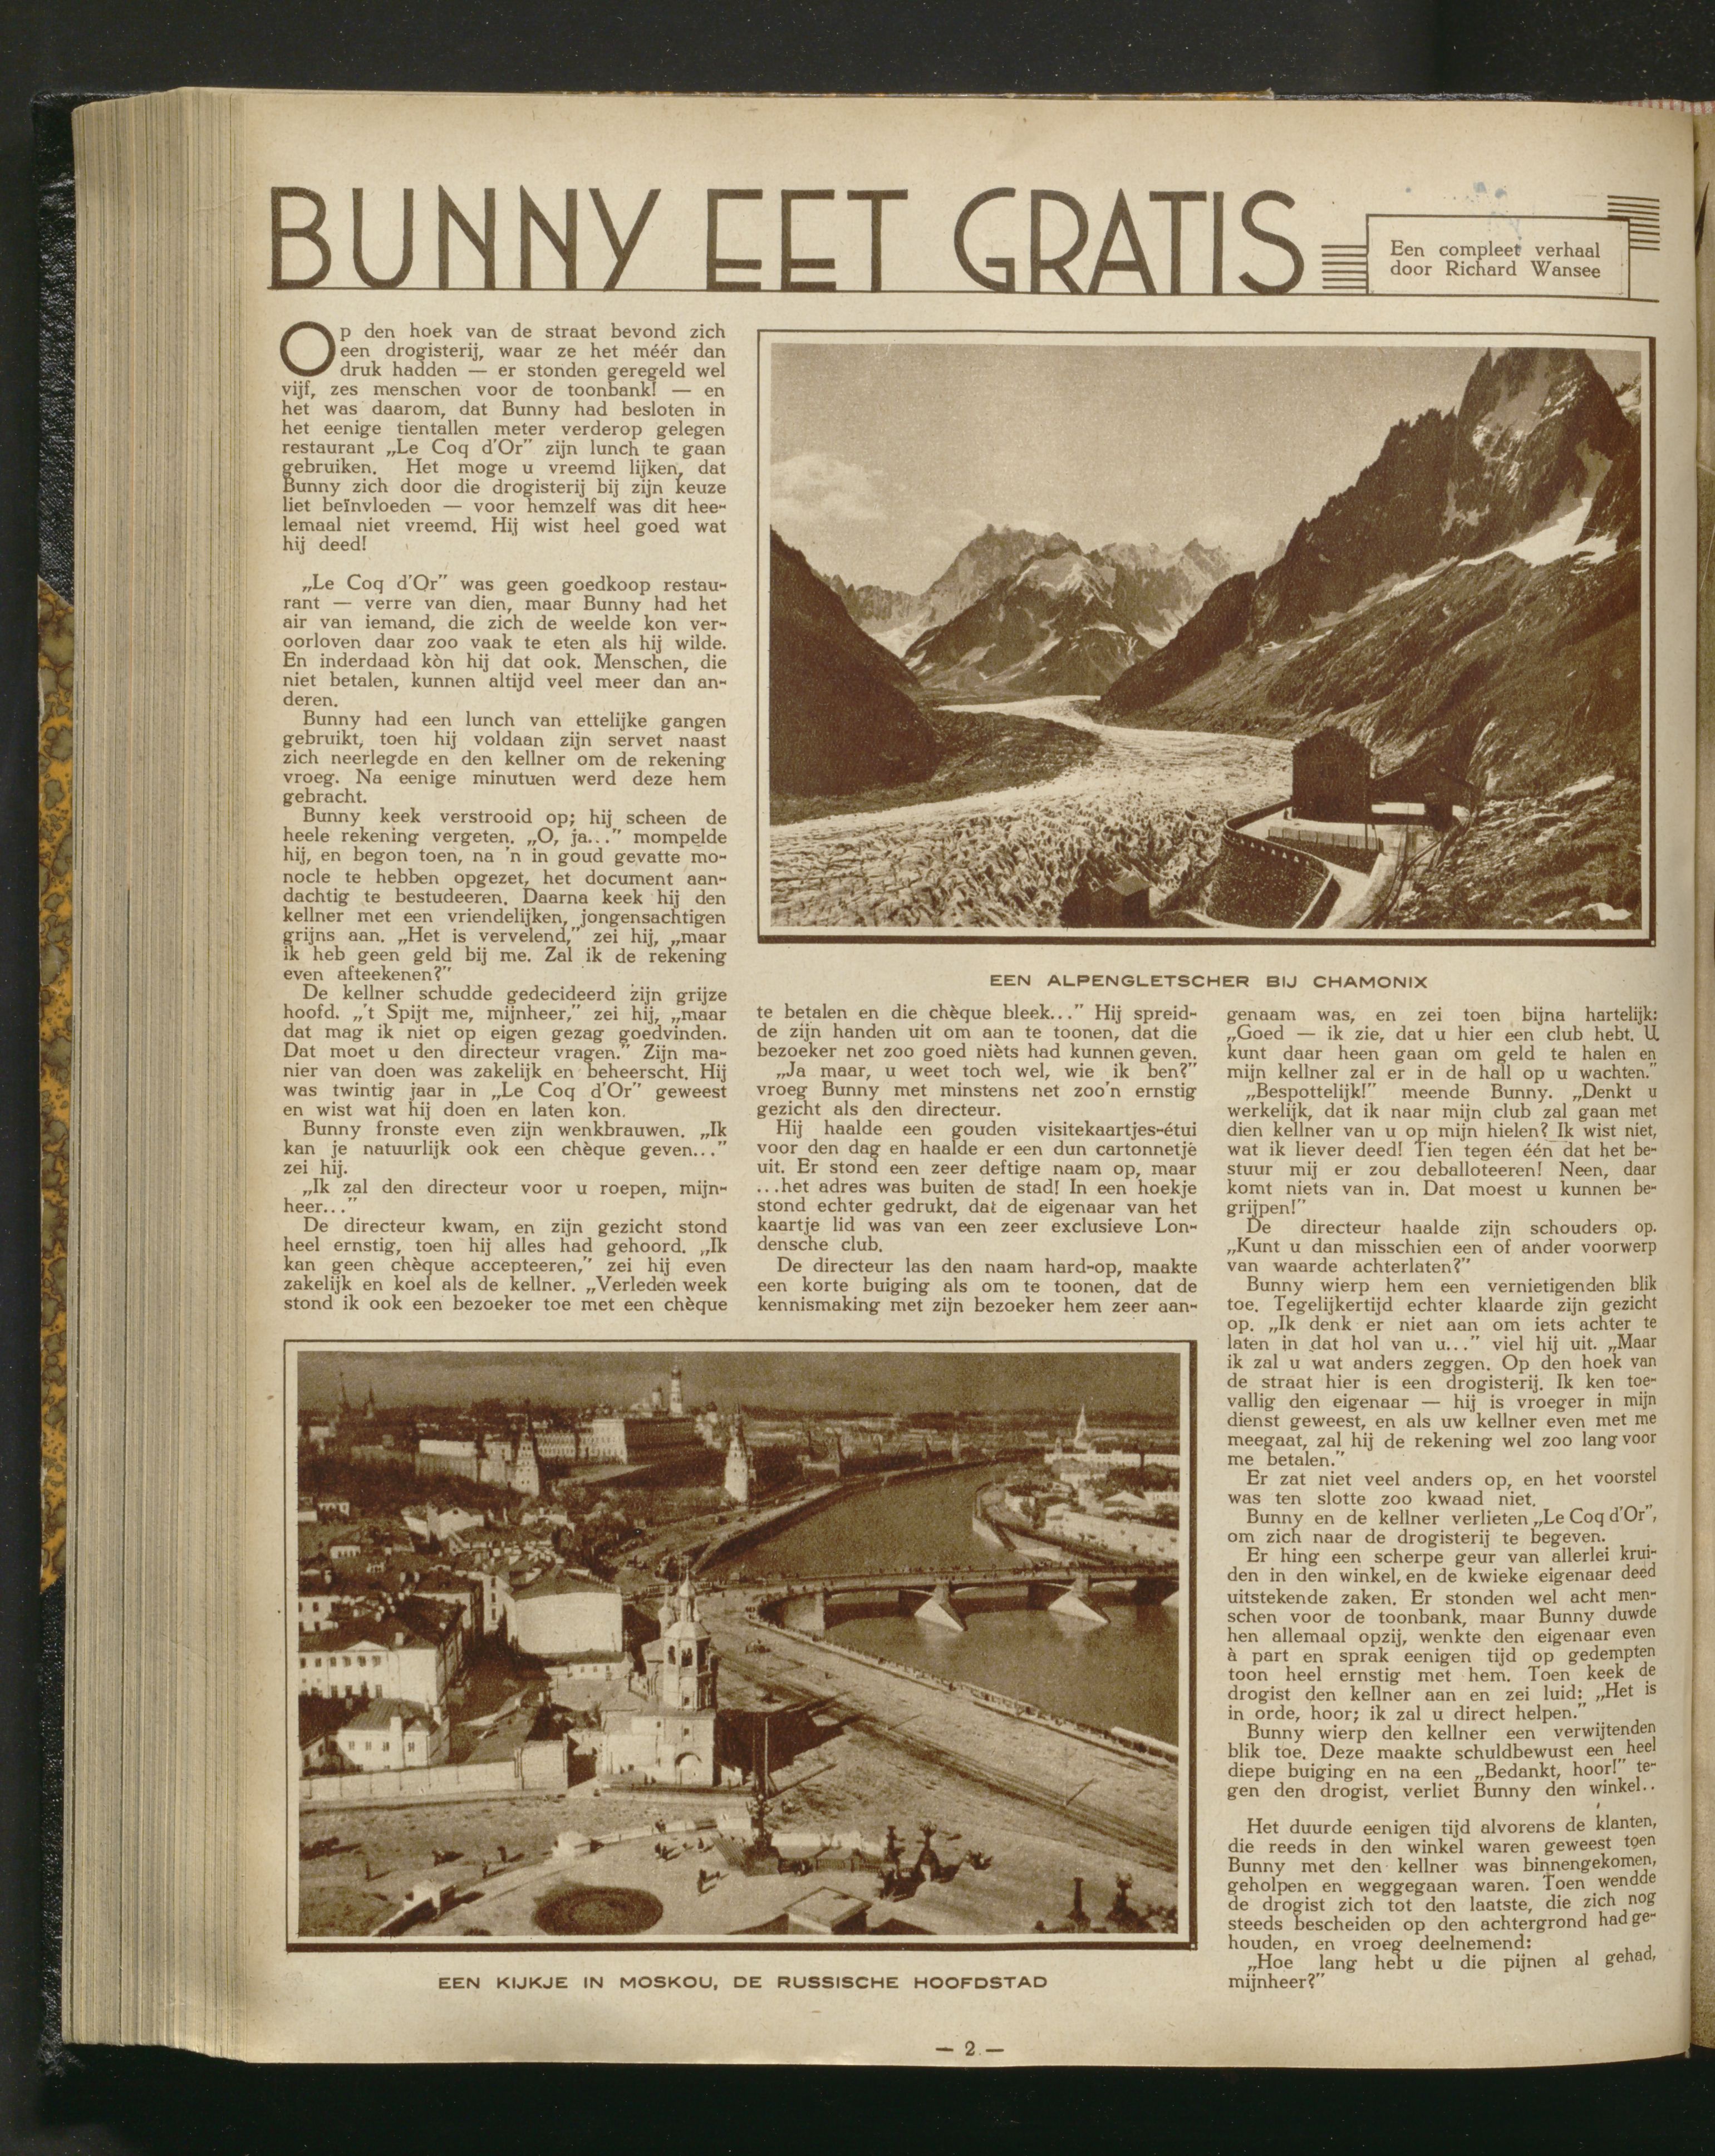 BUNNY EET GRATIS
Een compleet verhaal
door Richard Wansee
Op den hoek van de straat bevond zich
een drogisterij, waar ze het méér dan
druk hadden — er stonden geregeld wel
vijf, zes menschen voor de toonbank! — en
het was daarom, dat Bunny had besloten in
het eenige tientallen meter verderop gelegen
restaurant „Le Coq d'Or" zijn lunch te gaan
gebruiken. Het moge u vreemd lijken, dat
Bunny zich door die drogisterij bij zijn keuze
liet beïnvloeden — voor hemzelf was dit hee-
lemaal niet vreemd. Hij wist heel goed wat
hij deed!
„Le Coq d'Or" was geen goedkoop restau-
rant — verre van dien, maar Bunny had het
air van iemand, die zich de weelde kon ver-
oorloven daar zoo vaak te eten als hij wilde.
En inderdaad kòn hij dat ook. Menschen, die
niet betalen, kunnen altijd veel meer dan an-
deren.
Bunny had een lunch van ettelijke gangen
gebruikt, toen hij voldaan zijn servet naast
zich neerlegde en den kellner om de rekening
vroeg. Na eenige minutuen werd deze hem
gebracht.
Bunny keek verstrooid op; hij scheen de
heele rekening vergeten. „O, ja..." mompelde
hij, en begon toen, na 'n in goud gevatte mo-
nocle te hebben opgezet, het document aan-
dachtig te bestudeeren. Daarna keek hij den
kellner met een vriendelijken, jongensachtigen
grijns aan. „Het is vervelend," zei hij, „maar
ik heb geen geld bij me. Zal ik de rekening
even afteekenen?"
De kellner schudde gedecideerd zijn grijze
hoofd. „'t Spijt me, mijnheer," zei hij, „maar
dat mag ik niet op eigen gezag goedvinden.
Dat moet u den directeur vragen." Zijn ma-
nier van doen was zakelijk en beheerscht. Hij
was twintig jaar in „Le Coq d'Or" geweest
en wist wat hij doen en laten kon.
Bunny fronste even zijn wenkbrauwen. „Ik
kan je natuurlijk ook een chèque geven..."
zei hij.
„Ik zal den directeur voor u roepen, mijn-
heer..."
De directeur kwam, en zijn gezicht stond
heel ernstig, toen hij alles had gehoord. „Ik
kan geen chèque accepteeren," zei hij even
zakelijk en koel als de kellner. „Verleden week
stond ik ook een bezoeker toe met een chèque
EEN ALPENGLETSCHER BIJ CHAMONIX
te betalen en die chèque bleek..." Hij spreid-
de zijn handen uit om aan te toonen, dat die
bezoeker net zoo goed nièts had kunnen geven.
„Ja maar, u weet toch wel, wie ik ben?"
vroeg Bunny met minstens net zoo'n ernstig
gezicht als den directeur.
Hij haalde een gouden visitekaartjes-étui
voor den dag en haalde er een dun cartonnetje
uit. Er stond een zeer deftige naam op, maar
...het adres was buiten de stad! In een hoekje
stond echter gedrukt, dat de eigenaar van het
kaartje lid was van een zeer exclusieve Lon-
densche club.
De directeur las den naam hard-op, maakte
een korte buiging als om te toonen, dat de
kennismaking met zijn bezoeker hem zeer aan-
genaam was, en zei toen bijna hartelijk:
„Goed — ik zie, dat u hier een club hebt. U
kunt daar heen gaan om geld te halen en
mijn kellner zal er in de hall op u wachten."
„Bespottelijk!" meende Bunny. „Denkt u
werkelijk, dat ik naar mijn club zal gaan met
dien kellner van u op mijn hielen? Ik wist niet,
wat ik liever deed! Tien tegen één dat het be-
stuur mij er zou deballoteeren! Neen, daar
komt niets van in. Dat moest u kunnen be-
grijpen!"
De directeur haalde zijn schouders op.
„Kunt u dan misschien een of ander voorwerp
van waarde achterlaten?"
Bunny wierp hem een vernietigenden blik
toe. Tegelijkertijd echter klaarde zijn gezicht
op. „Ik denk er niet aan om iets achter te
laten in dat hol van u..." viel hij uit. „Maar
ik zal u wat anders zeggen. Op den hoek van
de straat hier is een drogisterij. Ik ken toe-
vallig den eigenaar — hij is vroeger in mijn
dienst geweest, en als uw kellner even met me
meegaat, zal hij de rekening wel zoo lang voor
me betalen."
Er zat niet veel anders op, en het voorstel
was ten slotte zoo kwaad niet.
Bunny en de kellner verlieten „Le Coq d'Or",
om zich naar de drogisterij te begeven.
Er hing een scherpe geur van allerlei krui-
den in den winkel, en de kwieke eigenaar deed
uitstekende zaken. Er stonden wel acht men-
schen voor de toonbank, maar Bunny duwde
hen allemaal opzij, wenkte den eigenaar even
à part en sprak eenigen tijd op gedempten
toon heel ernstig met hem. Toen keek de
drogist den kellner aan en zei luid: „Het is
in orde, hoor; ik zal u direct helpen."
Bunny wierp den kellner een verwijtenden
blik toe. Deze maakte schuldbewust een heel
diepe buiging en na een „Bedankt, hoor!" te-
gen den drogist, verliet Bunny den winkel..
Het duurde eenigen tijd alvorens de klanten,
die reeds in den winkel waren geweest toen
Bunny met den kellner was binnengekomen,
geholpen en weggegaan waren. Toen wendde
de drogist zich tot den laatste, die zich nog
steeds bescheiden op den achtergrond had ge-
houden, en vroeg deelnemend:
„Hoe lang hebt u die pijnen al gehad,
mijnheer?"
EEN KIJKJE IN MOSKOU, DE RUSSISCHE HOOFDSTAD
— 2 —